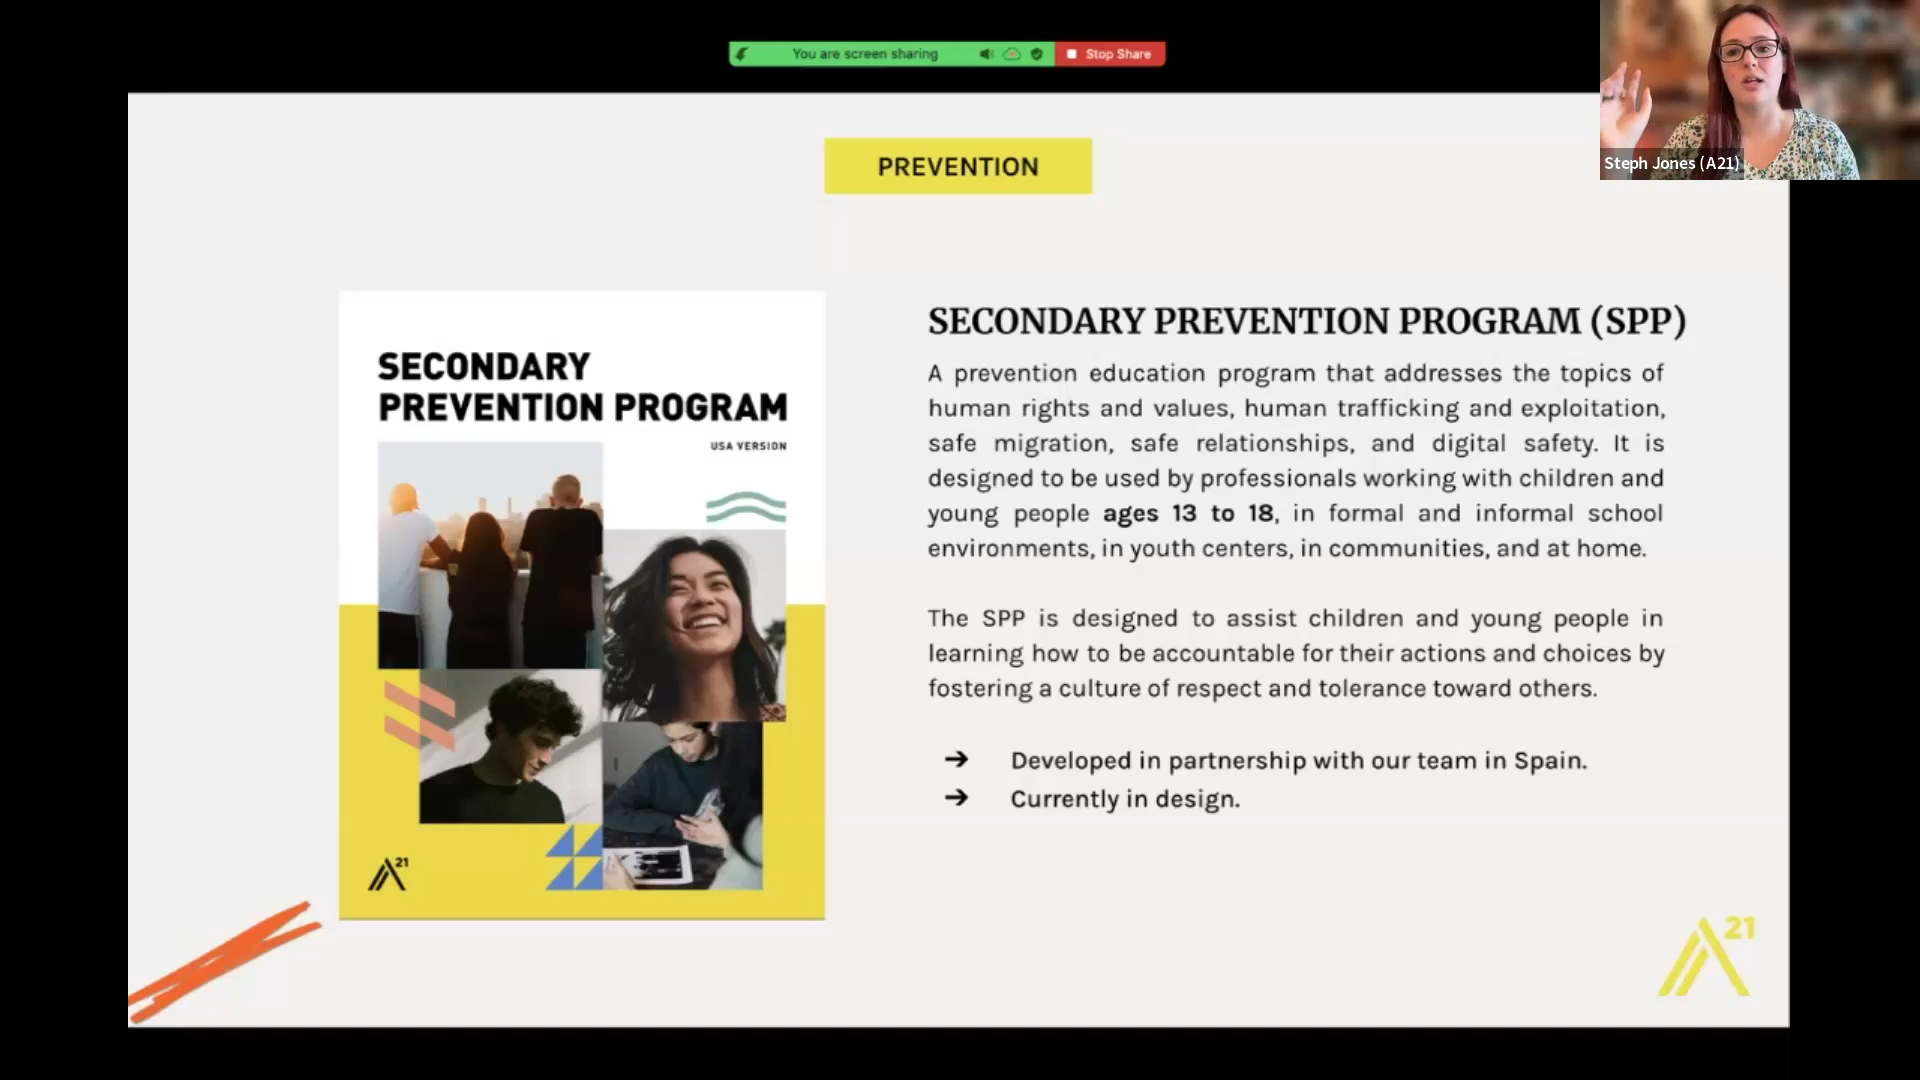 You are screen sharing
Stop Share
Steph Jones (A21)
PREVENTION
SECONDARY
PREVENTION PROGRAM
USA VERSION
21
SECONDARY PREVENTION PROGRAM (SPP)
A prevention education program that addresses the topics of
human rights and values, human trafficking and exploitation,
safe migration, safe relationships, and digital safety. It is
designed to be used by professionals working with children and
young people ages 13 to 18, in formal and informal school
environments, in youth centers, in communities, and at home.
The SPP is designed to assist children and young people in
learning how to be accountable for their actions and choices by
fostering a culture of respect and tolerance toward others.
➔ Developed in partnership with our team in Spain.
➔ Currently in design.
21